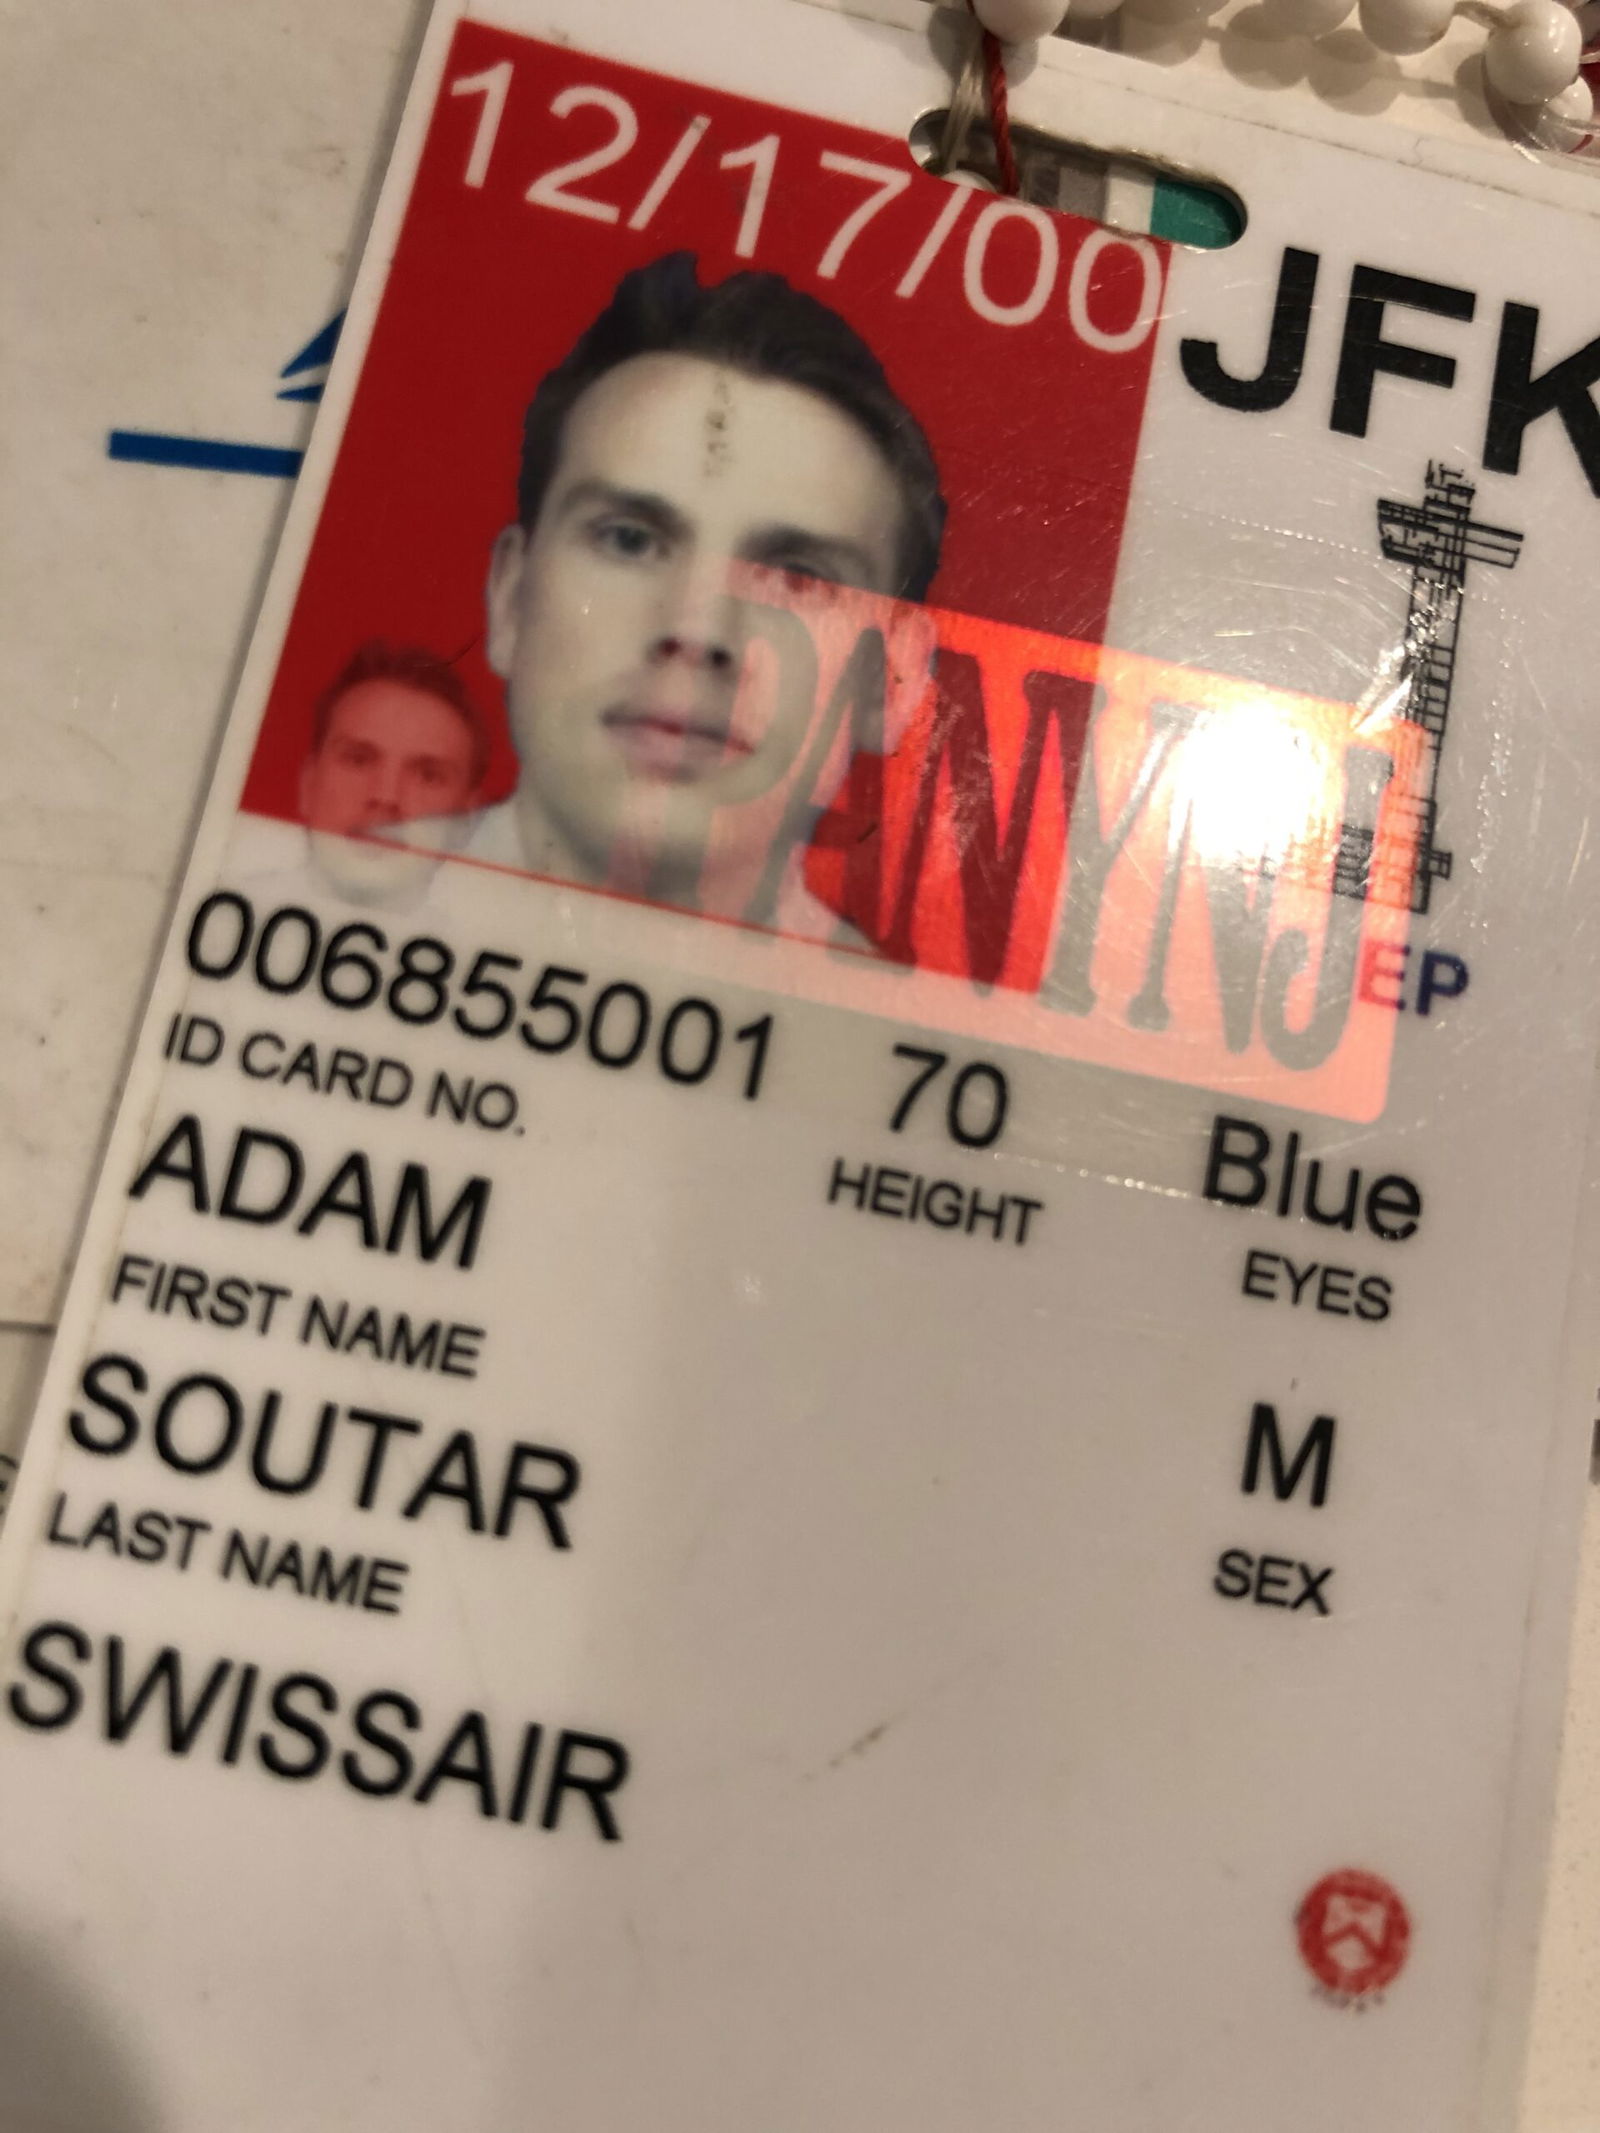 12/17/00
JFK
PANYNJ
EP
006855001 70 Blue
ID CARD NO. HEIGHT EYES
ADAM
FIRST NAME
SOUTAR M
LAST NAME SEX
SWISSAIR